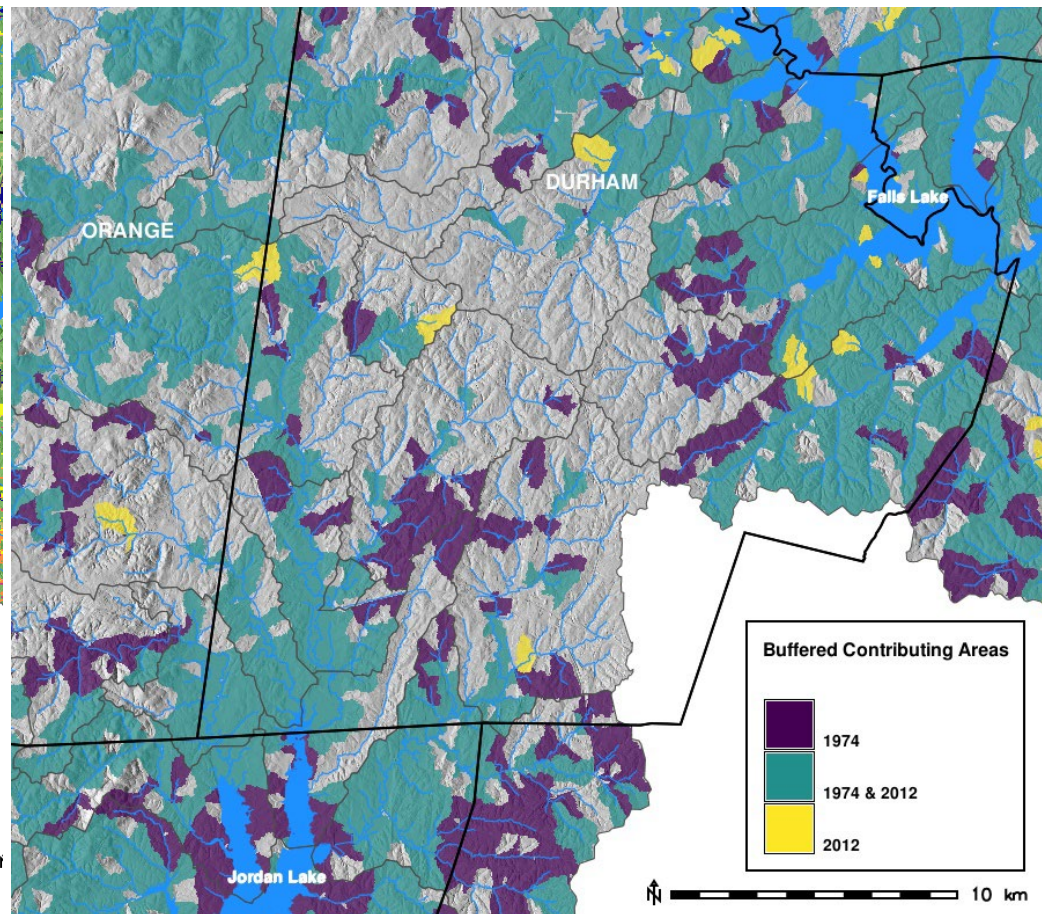 DURHAM
Falls Lake
ORANGE
Buffered Contributing Areas
1974
1974 & 2012
2012
Jordan Lake
N
10 km